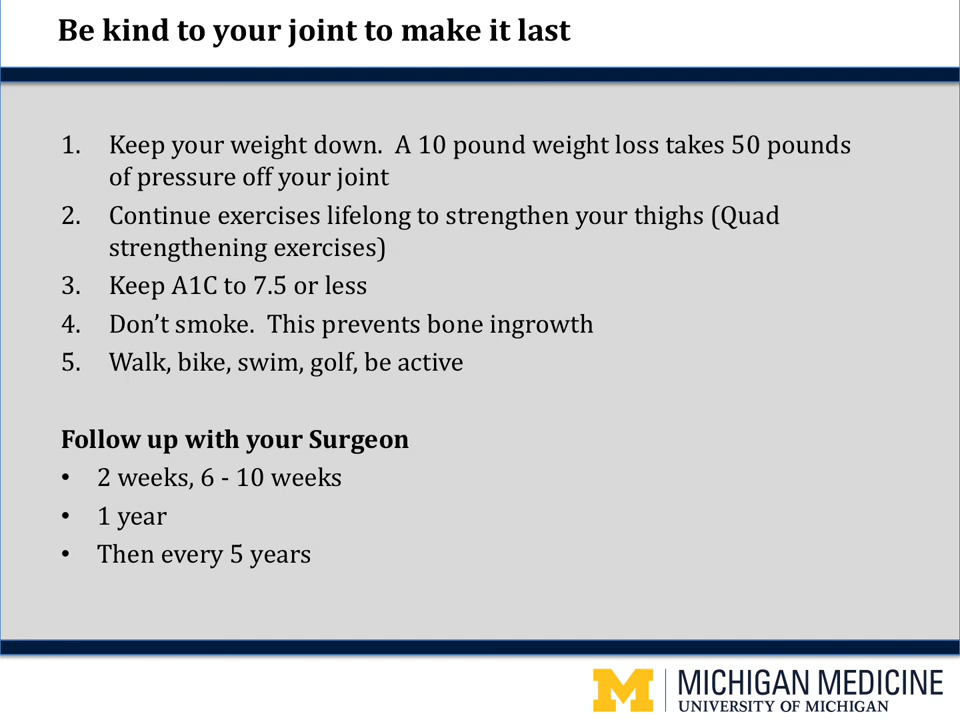 Be kind to your joint to make it last
1. Keep your weight down.  A 10 pound weight loss takes 50 pounds
of pressure off your joint
2. Continue exercises lifelong to strengthen your thighs (Quad
strengthening exercises)
3. Keep A1C to 7.5 or less
4. Don’t smoke.  This prevents bone ingrowth
5. Walk, bike, swim, golf, be active
Follow up with your Surgeon
• 2 weeks, 6 - 10 weeks
• 1 year
• Then every 5 years
M
MICHIGAN MEDICINE
UNIVERSITY OF MICHIGAN